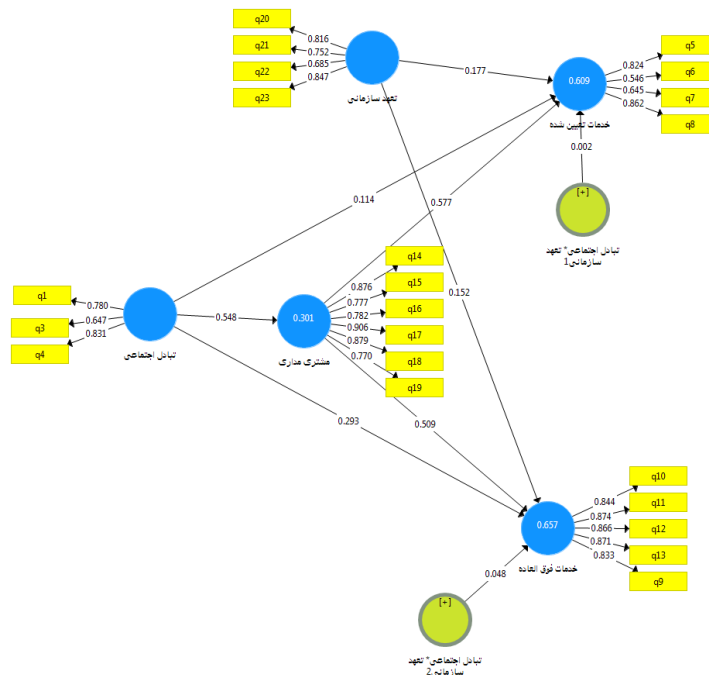 q20
q21
q22
q23
0.816
0.752
0.685
0.847
تعهد سازمانی
0.177
0.609
خدمات تعیین شده
0.824
0.546
0.645
0.862
q5
q6
q7
q8
0.002
[+]
تبادل اجتماعی* تعهد
سازمانی1
0.114
0.577
0.152
q1
q3
q4
0.780
0.647
0.831
تبادل اجتماعی
0.548
0.301
مشتری مداری
0.876
0.777
0.782
0.906
0.879
0.770
q14
q15
q16
q17
q18
q19
0.293
0.509
0.657
خدمات فوق العاده
0.844
0.874
0.866
0.871
0.833
q10
q11
q12
q13
q9
0.048
[+]
تبادل اجتماعی* تعهد
سازمانی2